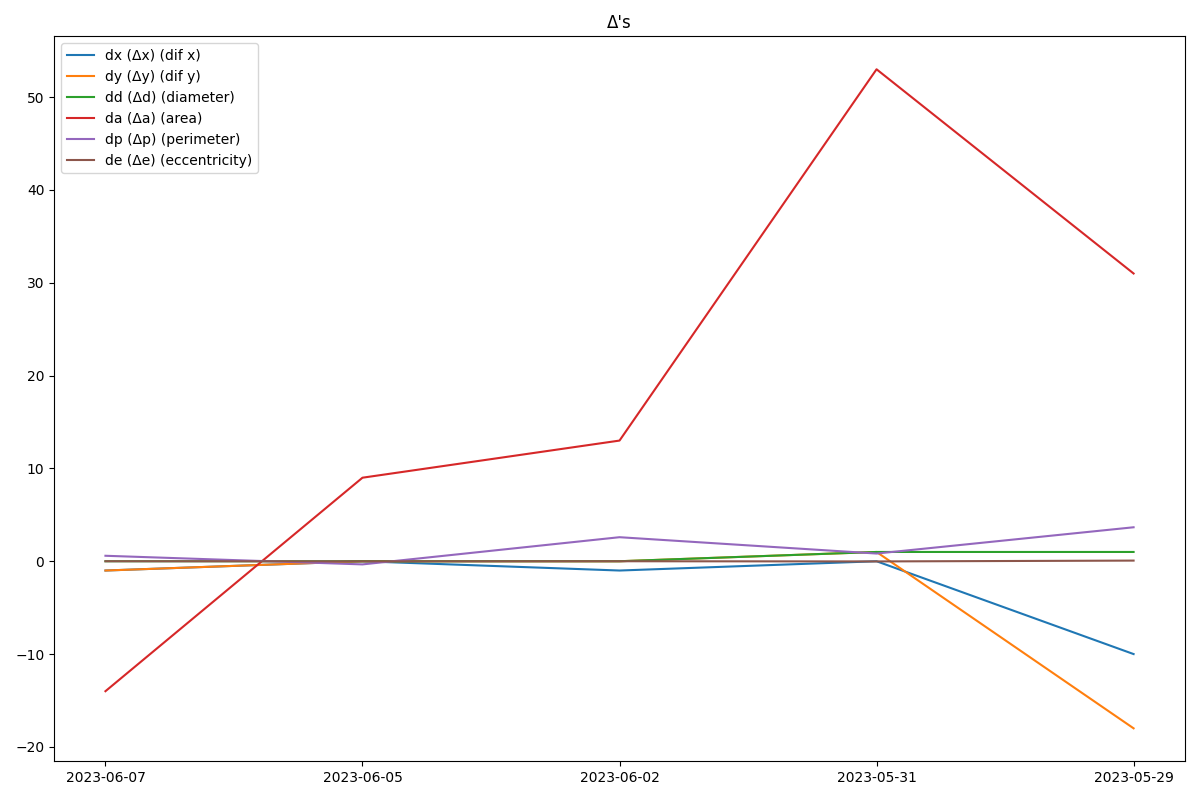 Δ's
dx (Δx) (dif x)
dy (Δy) (dif y)
dd (Δd) (diameter)
da (Δa) (area)
dp (Δp) (perimeter)
de (Δe) (eccentricity)
50
40
30
20
10
0
−10
−20
2023-06-07 2023-06-05 2023-06-02 2023-05-31 2023-05-29